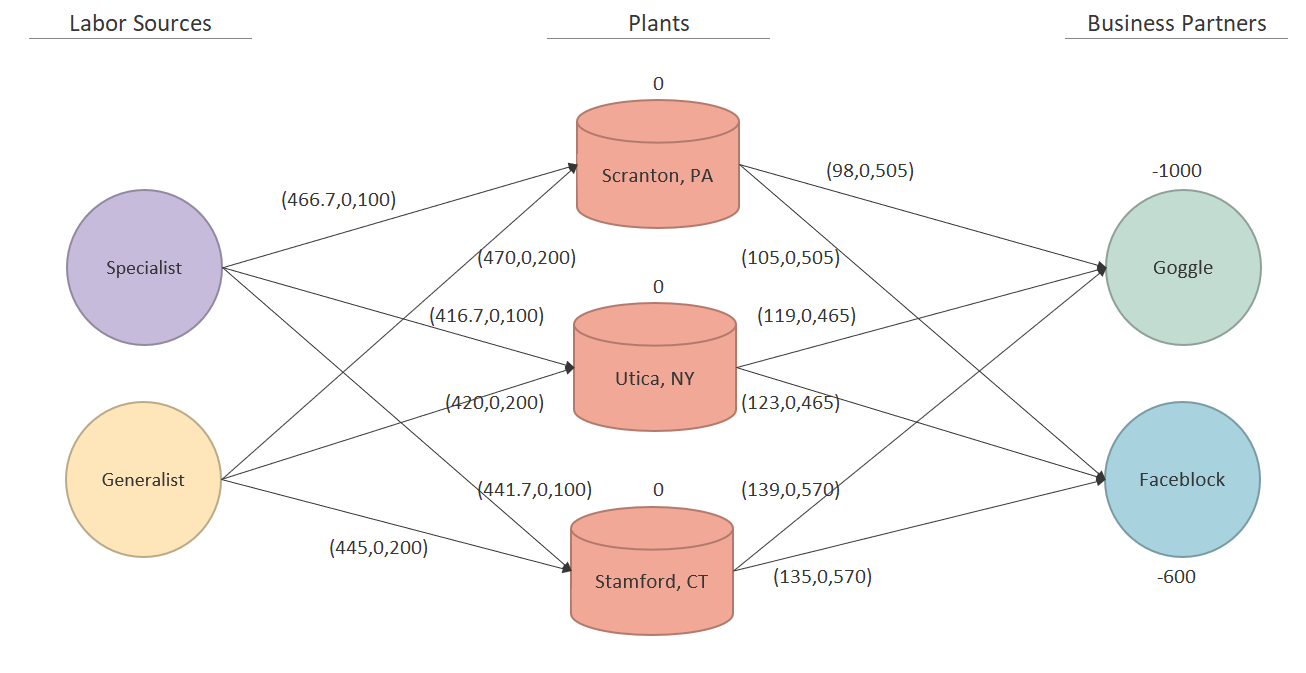 Labor Sources
Plants
Business Partners
0
Scranton, PA
(98,0,505)
-1000
(466.7,0,100)
Specialist
(470,0,200)
(105,0,505)
Goggle
0
(416.7,0,100)
(119,0,465)
Utica, NY
(420,0,200)
(123,0,465)
Generalist
Faceblock
(441.7,0,100)
0
(139,0,570)
(445,0,200)
Stamford, CT
(135,0,570)
-600